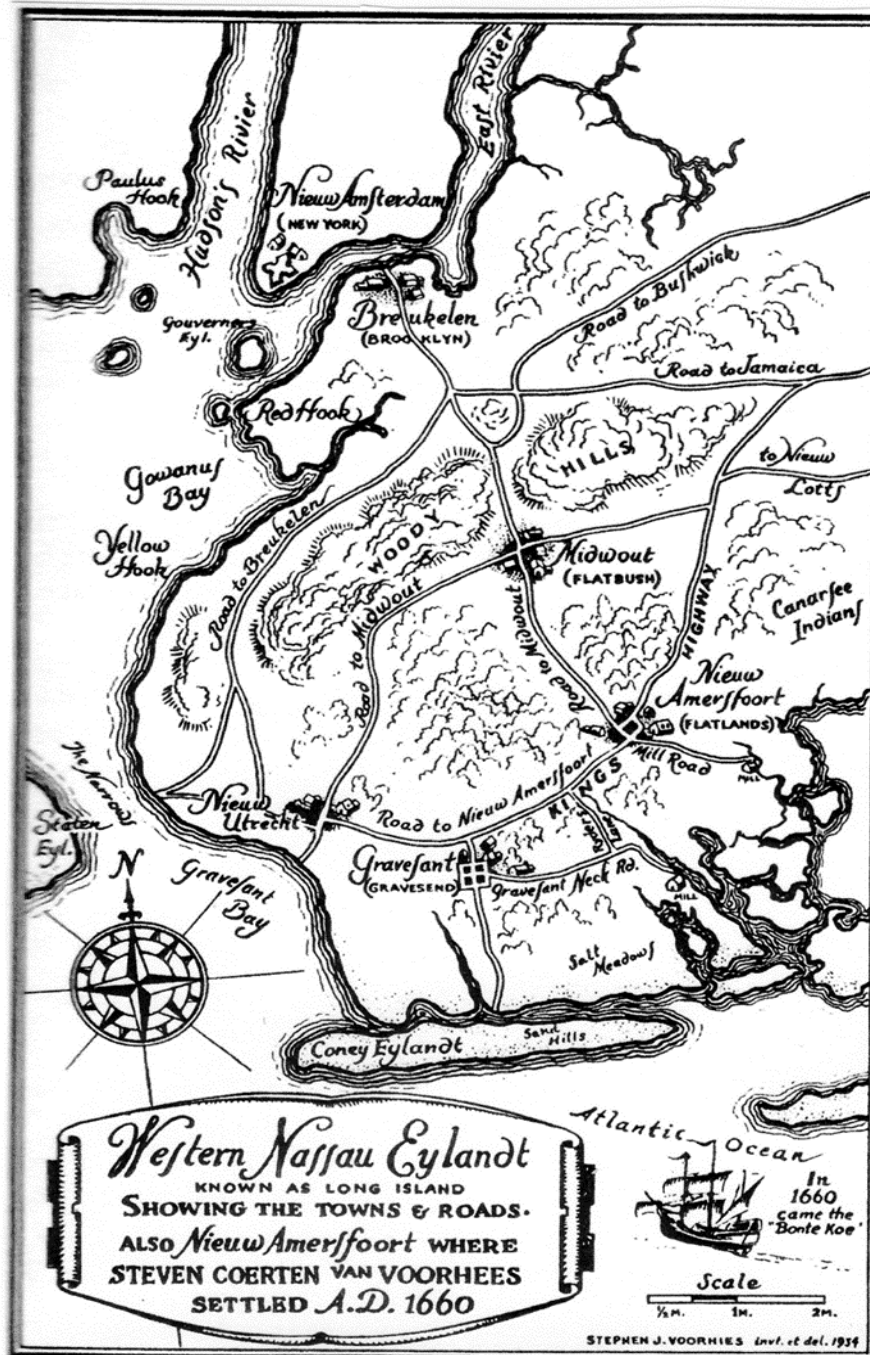 Hudson's Rivier
East Rivier
Paulus
Hook
Nieuw Amsterdam
(NEW YORK)
Gouverners
Eyl.
Breukelen
(BROOKLYN)
Road to Bushwick
Road to Jamaica
Red Hook
Gowanus
Bay
HILLS
to Nieuw
Lotts
Yellow
Hook
Road to Breukelen
WOODY
Midwout
(FLATBUSH)
Road to Midwout
Road to Midwout
HIGHWAY
Canarsee
Indians
Nieuw
Amersfoort
(FLATLANDS)
Mill Road
MILL
The Narrows
Staten
Eyl.
Nieuw
Utrecht
Road to Nieuw Amersfoort
KINGS
Lane
Gravesant
(GRAVESEND)
Gravesant Neck Rd.
MILL
N
Gravesant
Bay
Salt
Meadows
Coney Eylandt
Sand
Hills
Western Nassau Eylandt
KNOWN AS LONG ISLAND
SHOWING THE TOWNS & ROADS.
ALSO Nieuw Amersfoort WHERE
STEVEN COERTEN VAN VOORHEES
SETTLED A.D. 1660
Atlantic Ocean
In
1660
came the
"Bonte Koe"
Scale
½ M. 1M. 2M.
STEPHEN J. VOORHIES invt. et del. 1934